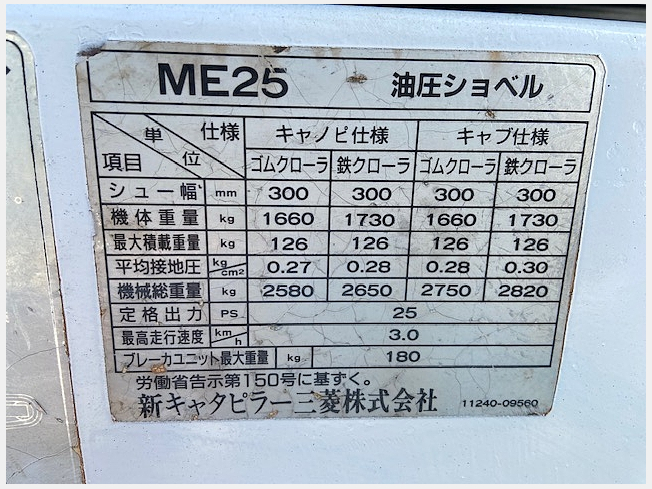 ME25 油圧ショベル
単位 仕様 キャノピ仕様 キャブ仕様
項目 ゴムクローラ 鉄クローラ ゴムクローラ 鉄クローラ
シュー幅 mm 300 300 300 300
機体重量 kg 1660 1730 1660 1730
最大積載重量 kg 126 126 126 126
平均接地圧 kg/cm2 0.27 0.28 0.28 0.30
機械総重量 kg 2580 2650 2750 2820
定格出力 PS 25
最高走行速度 km/h 3.0
ブレーカユニット最大重量 kg 180
労働省告示第150号に基ずく。
新キャタピラー三菱株式会社 11240-09560